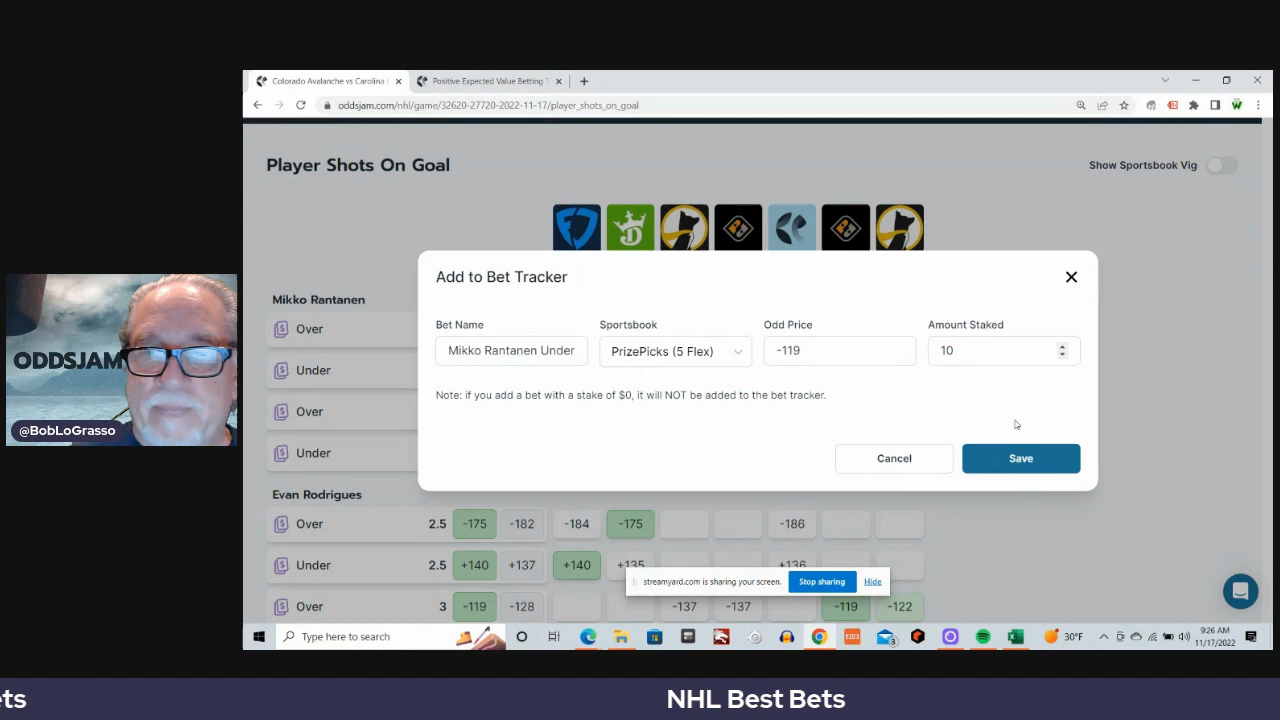 Colorado Avalanche vs Carolina
Positive Expected Value Betting T
oddsjam.com/nhl/game/32620-27720-2022-11-17/player_shots_on_goal
Player Shots On Goal
Show Sportsbook Vig
Add to Bet Tracker
Bet Name Sportsbook Odd Price Amount Staked
Mikko Rantanen Under PrizePicks (5 Flex) -119 10
Note: if you add a bet with a stake of $0, it will NOT be added to the bet tracker.
Cancel Save
Mikko Rantanen
Over
Under
Over
Under
Evan Rodrigues
Over 2.5 -175 -182 -184 -175 -186
Under 2.5 +140 +137 +140 +135 +136
Over 3 -119 -128 -137 -137 -119 -122
streamyard.com is sharing your screen. Stop sharing Hide
Type here to search
EZD3
3
30°F
9:26 AM
11/17/2022
ODDSJAM
@BobLoGrasso
ets NHL Best Bets